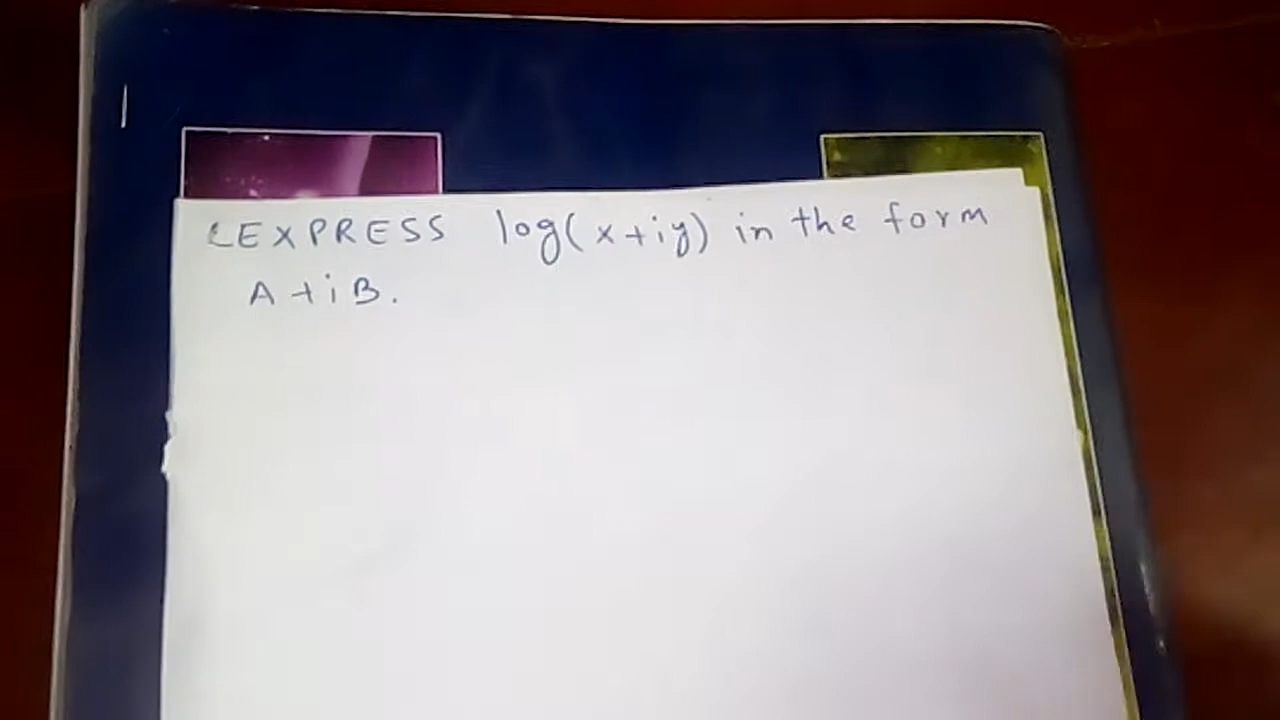 EXPRESS log(x+iy) in the form
A+iB.